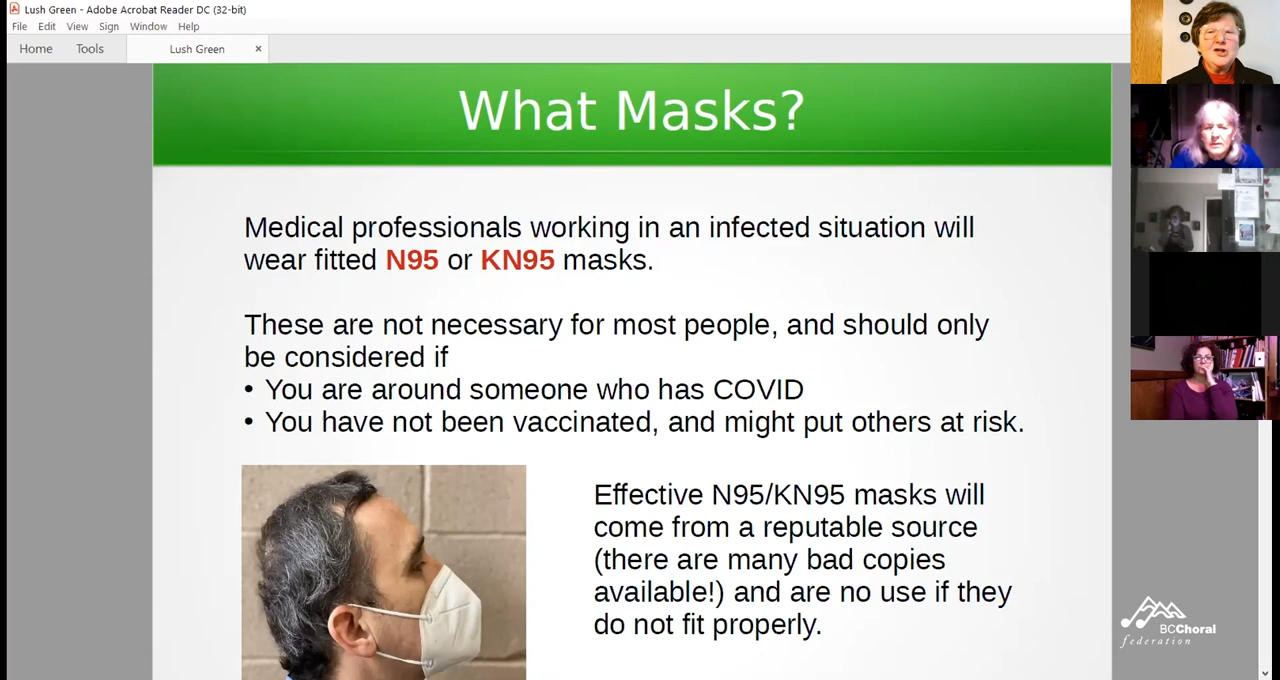 Lush Green - Adobe Acrobat Reader DC (32-bit)
File Edit View Sign Window Help
Home Tools Lush Green ×
What Masks?
Medical professionals working in an infected situation will
wear fitted N95 or KN95 masks.
These are not necessary for most people, and should only
be considered if
• You are around someone who has COVID
• You have not been vaccinated, and might put others at risk.
Effective N95/KN95 masks will
come from a reputable source
(there are many bad copies
available!) and are no use if they
do not fit properly.
BCChoral
federation